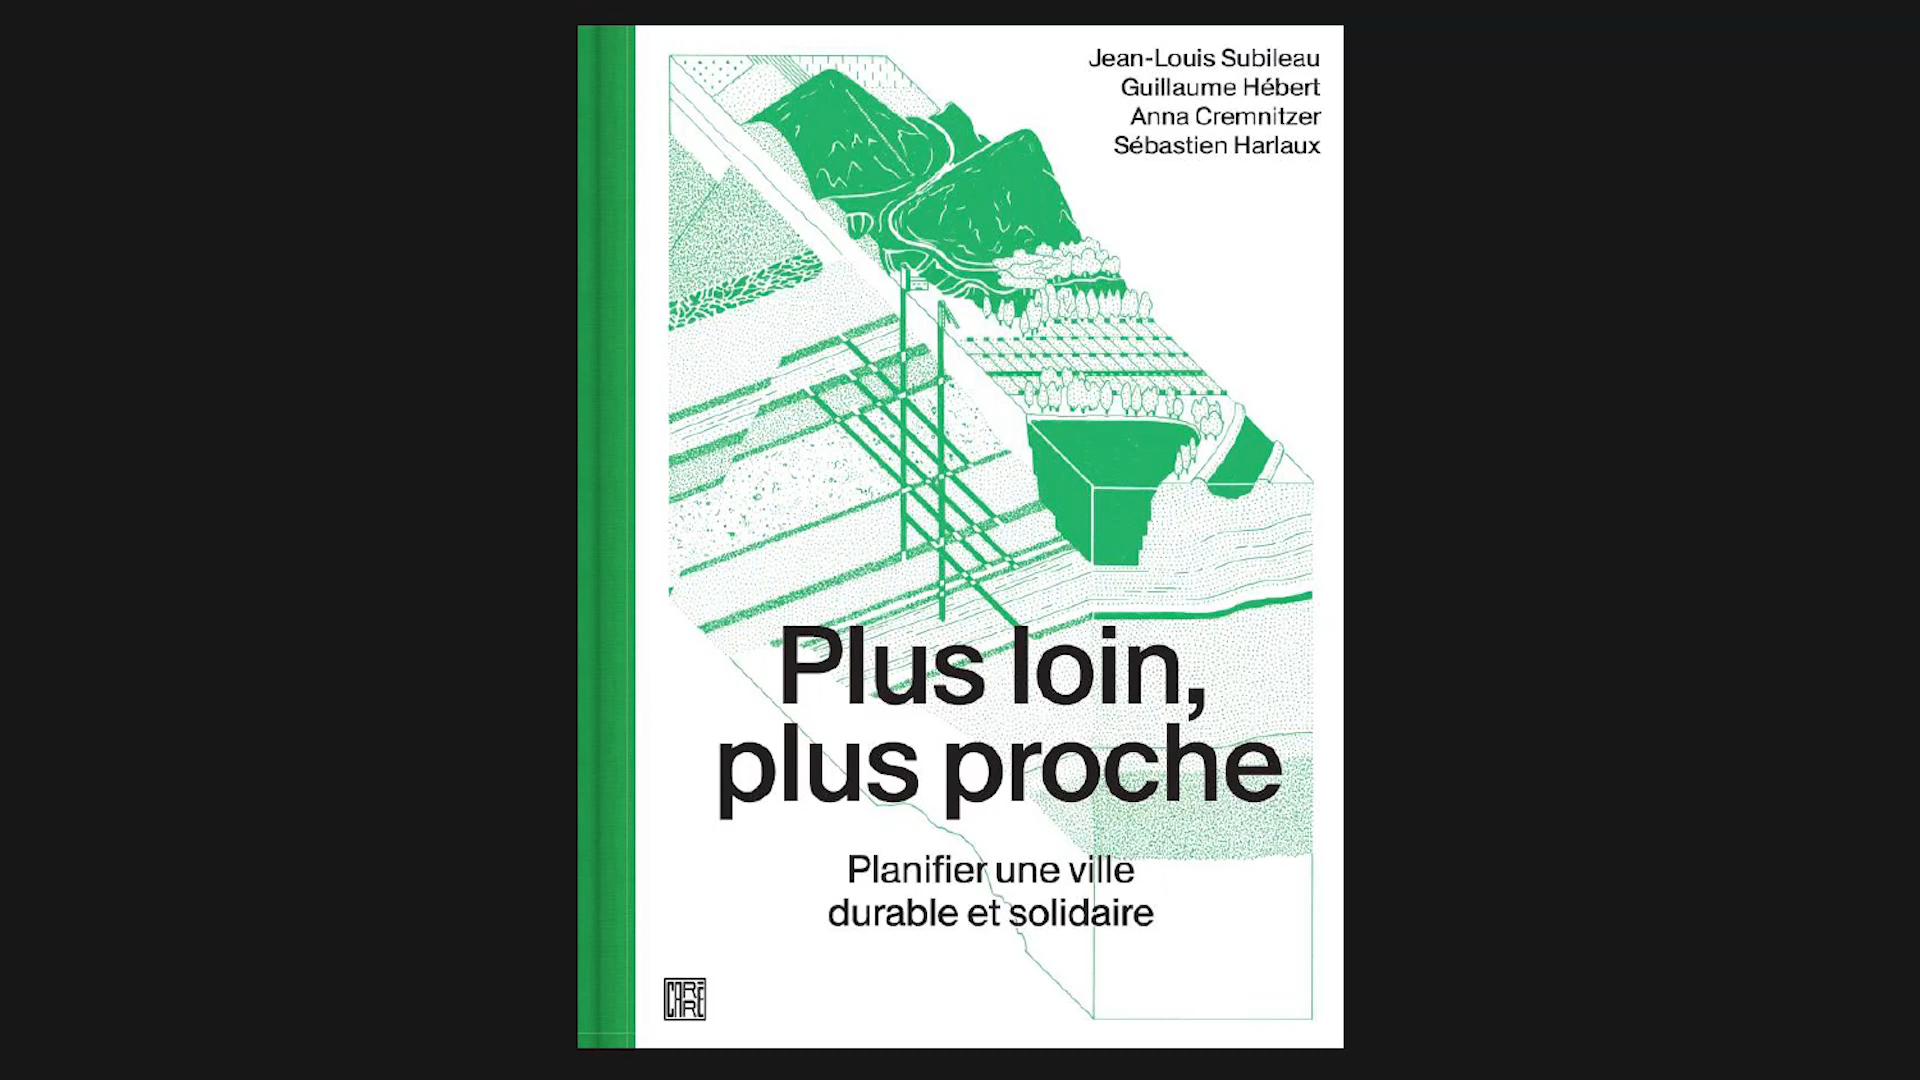 Jean-Louis Subileau
Guillaume Hébert
Anna Cremnitzer
Sébastien Harlaux
Plus loin,
plus proche
Planifier une ville
durable et solidaire
CARRÉ